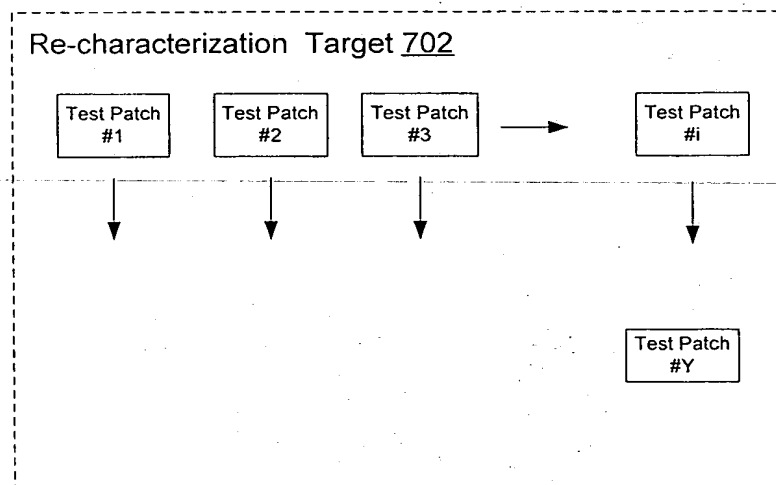 Re-characterization Target 702
Test Patch
#1
Test Patch
#2
Test Patch
#3
Test Patch
#i
Test Patch
#Y